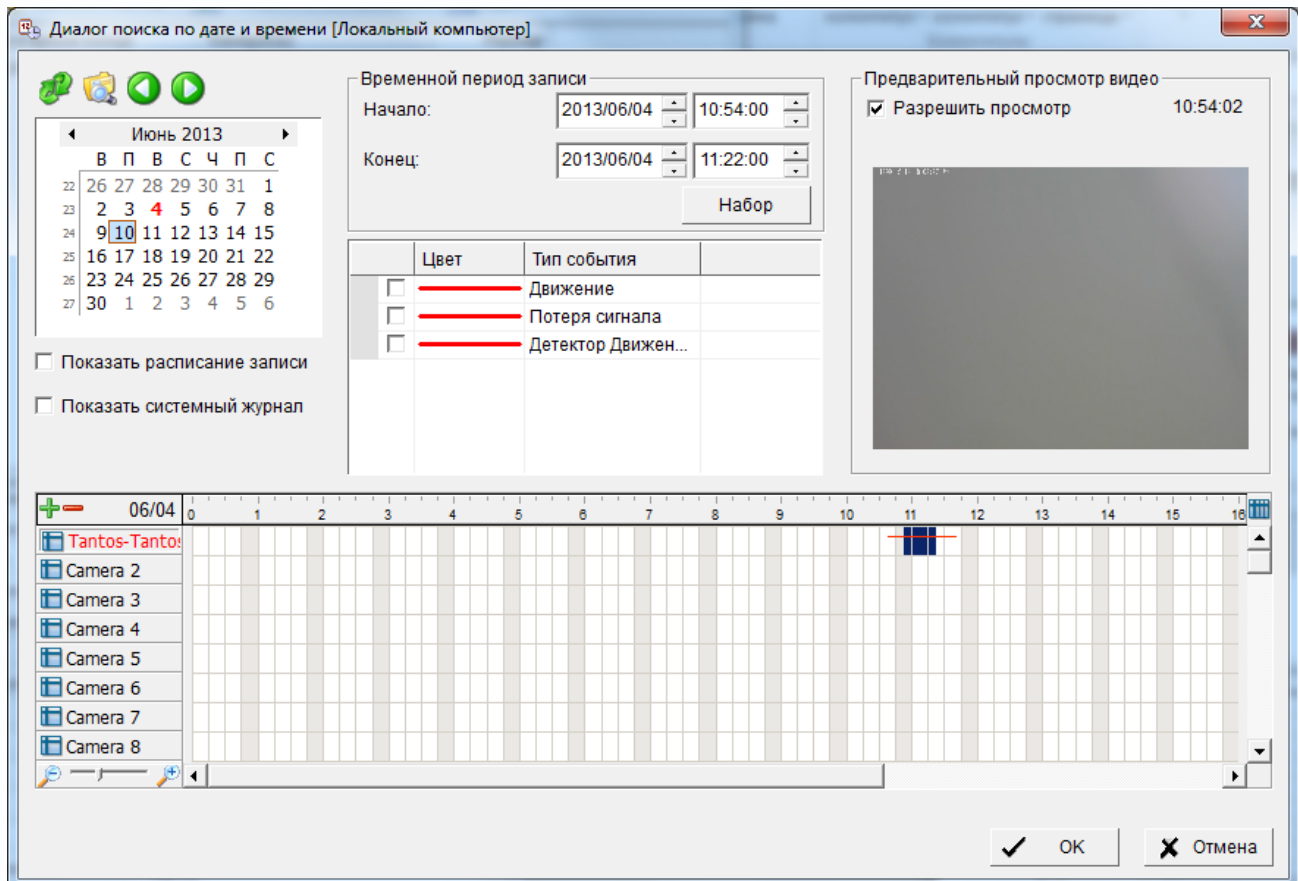 Диалог поиска по дате и времени [Локальный компьютер]
Июнь 2013
В П В С Ч П С
22 26 27 28 29 30 31 1
23 2 3 4 5 6 7 8
24 9 10 11 12 13 14 15
25 16 17 18 19 20 21 22
26 23 24 25 26 27 28 29
27 30 1 2 3 4 5 6
Показать расписание записи
Показать системный журнал
Временной период записи
Начало: 2013/06/04 10:54:00
Конец: 2013/06/04 11:22:00
Набор
Цвет Тип события
Движение
Потеря сигнала
Детектор Движен...
Предварительный просмотр видео
Разрешить просмотр 10:54:02
06/04 0 1 2 3 4 5 6 7 8 9 10 11 12 13 14 15 16
Tantos-Tantos
Camera 2
Camera 3
Camera 4
Camera 5
Camera 6
Camera 7
Camera 8
OK Отмена